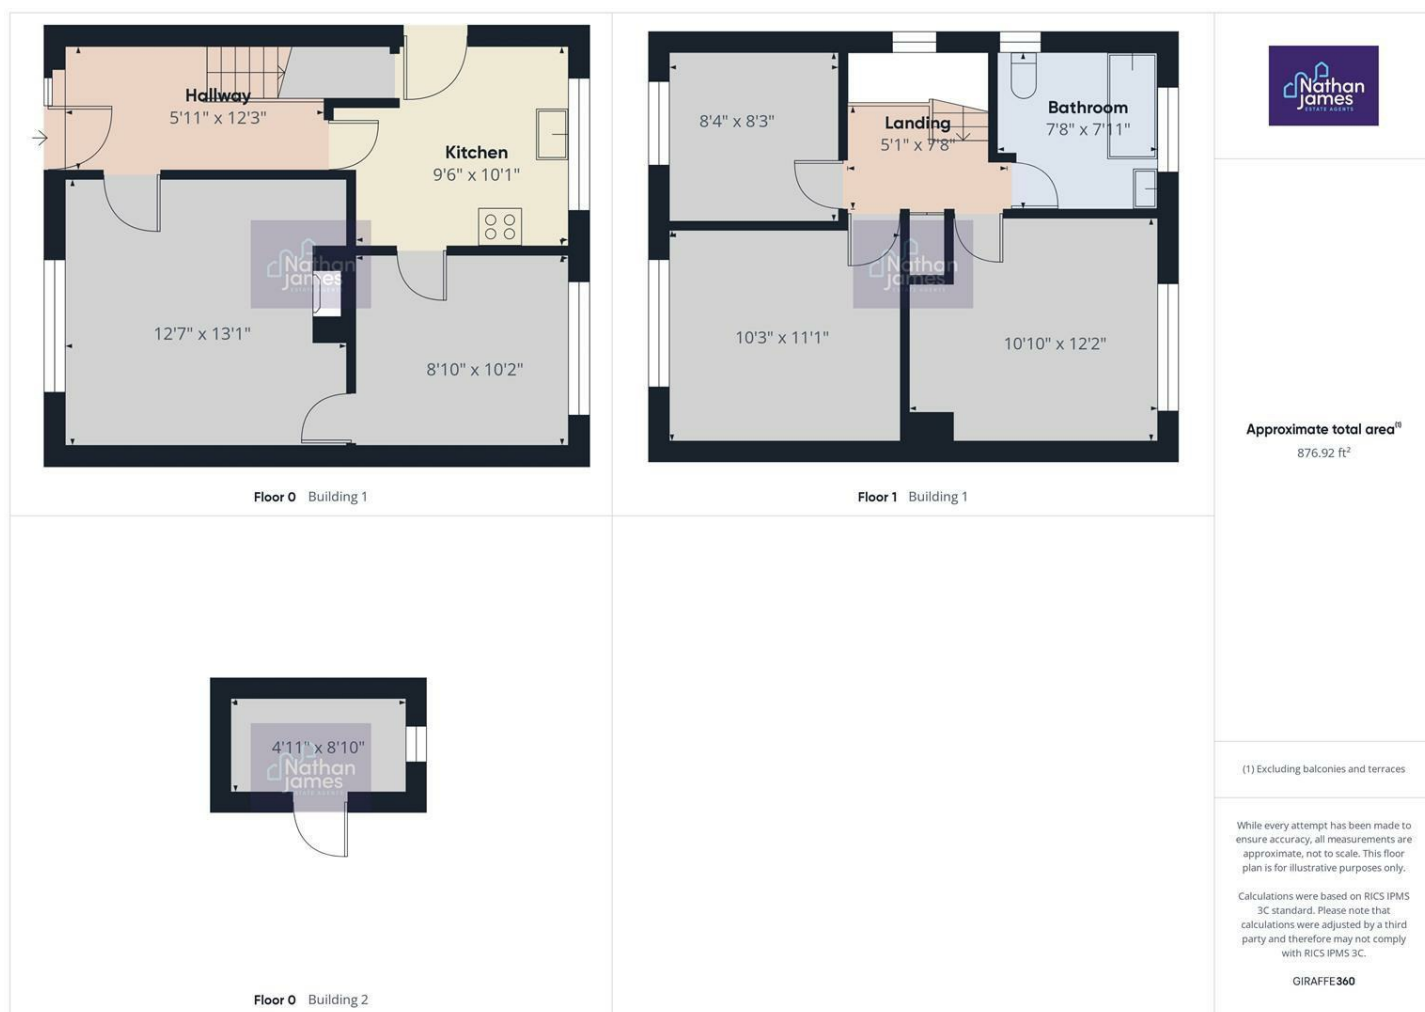 Hallway
5'11" x 12'3"
Kitchen
9'6" x 10'1"
Nathan
james
12'7" x 13'1"
8'10" x 10'2"
Floor 0 Building 1
8'4" x 8'3"
Landing
5'1" x 7'8"
Bathroom
7'8" x 7'11"
Nathan
james
10'3" x 11'1"
10'10" x 12'2"
Floor 1 Building 1
4'11" x 8'10"
Nathan
james
Floor 0 Building 2
Nathan
james
ESTATE AGENTS
Approximate total area(1)
876.92 ft²
(1) Excluding balconies and terraces
While every attempt has been made to
ensure accuracy, all measurements are
approximate, not to scale. This floor
plan is for illustrative purposes only.
Calculations were based on RICS IPMS
3C standard. Please note that
calculations were adjusted by a third
party and therefore may not comply
with RICS IPMS 3C.
GIRAFFE360